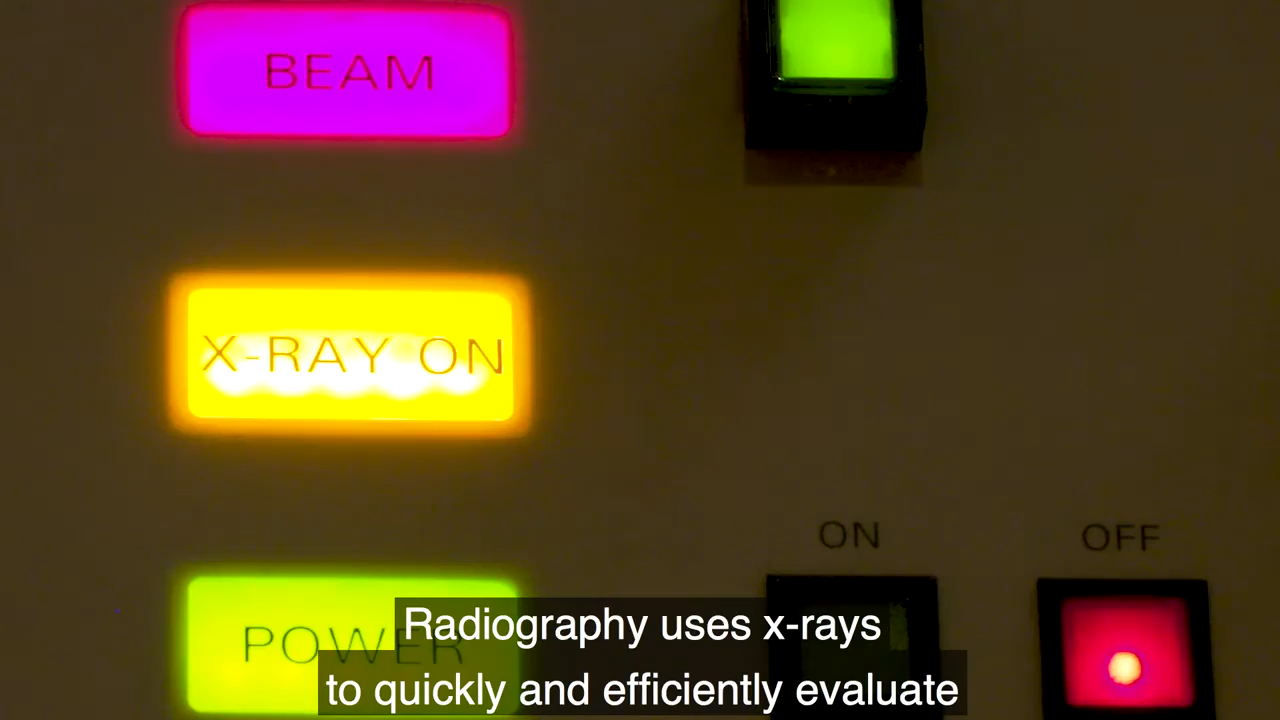 BEAM
X-RAY ON
ON OFF
POWER
Radiography uses x-rays
to quickly and efficiently evaluate